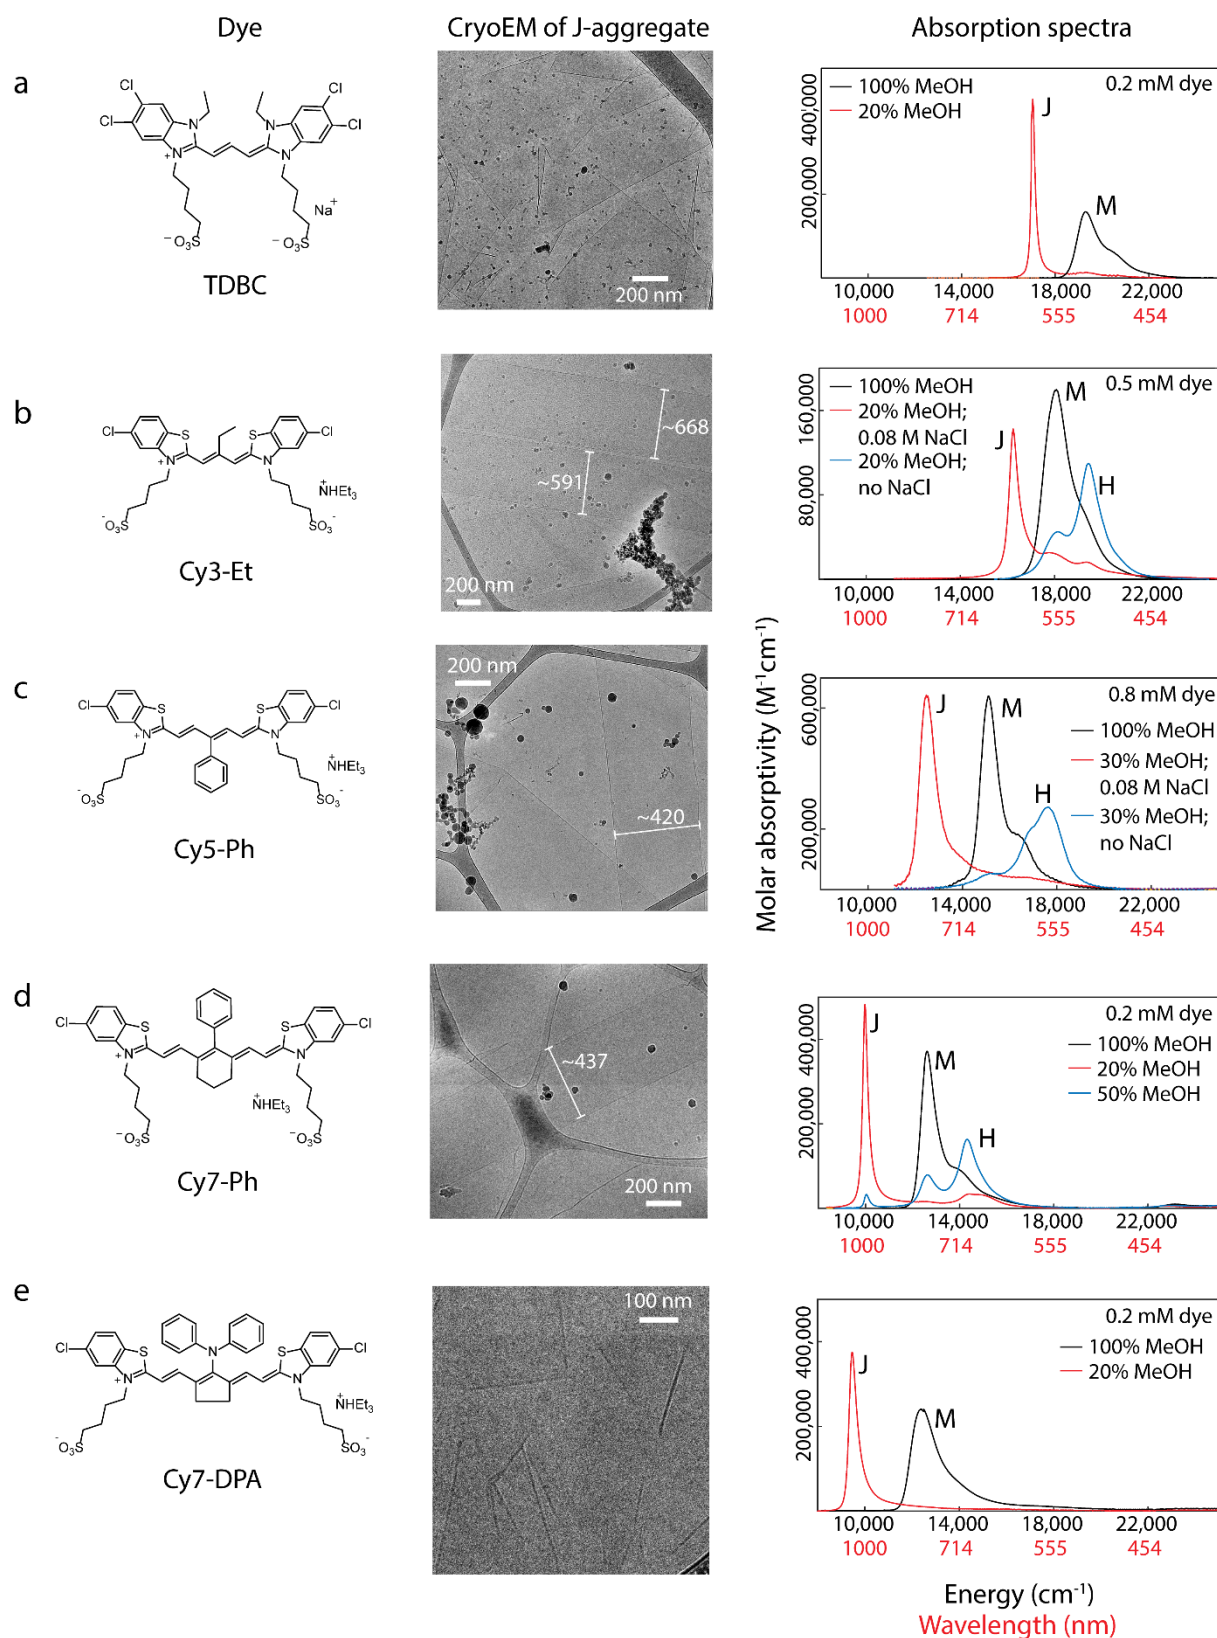 Dye
CryoEM of J-aggregate
Absorption spectra
a
Cl
Cl
N
N
N
N
+
Cl
Cl
⁻O₃S
SO₃⁻
Na⁺
TDBC
200 nm
100% MeOH
20% MeOH
0.2 mM dye
J
M
400,000
200,000
10,000 14,000 18,000 22,000
1000 714 555 454
b
Cl
S
N
+
S
N
Cl
⁻O₃S
SO₃⁻
NHEt₃⁺
Cy3-Et
~668
~591
200 nm
100% MeOH
20% MeOH;
0.08 M NaCl
20% MeOH;
no NaCl
0.5 mM dye
J
M
H
160,000
80,000
10,000 14,000 18,000 22,000
1000 714 555 454
c
Cl
S
N
+
S
N
Cl
⁻O₃S
SO₃⁻
NHEt₃⁺
Cy5-Ph
200 nm
~420
0.8 mM dye
100% MeOH
30% MeOH;
0.08 M NaCl
30% MeOH;
no NaCl
J
M
H
600,000
200,000
10,000 14,000 18,000 22,000
1000 714 555 454
Molar absorptivity (M⁻¹cm⁻¹)
d
Cl
S
N
+
S
N
Cl
⁻O₃S
SO₃⁻
NHEt₃⁺
Cy7-Ph
~437
200 nm
0.2 mM dye
100% MeOH
20% MeOH
50% MeOH
J
M
H
400,000
200,000
10,000 14,000 18,000 22,000
1000 714 555 454
e
Cl
S
N
+
N
S
N
Cl
⁻O₃S
SO₃⁻
NHEt₃⁺
Cy7-DPA
100 nm
0.2 mM dye
100% MeOH
20% MeOH
J
M
400,000
200,000
10,000 14,000 18,000 22,000
1000 714 555 454
Energy (cm⁻¹)
Wavelength (nm)